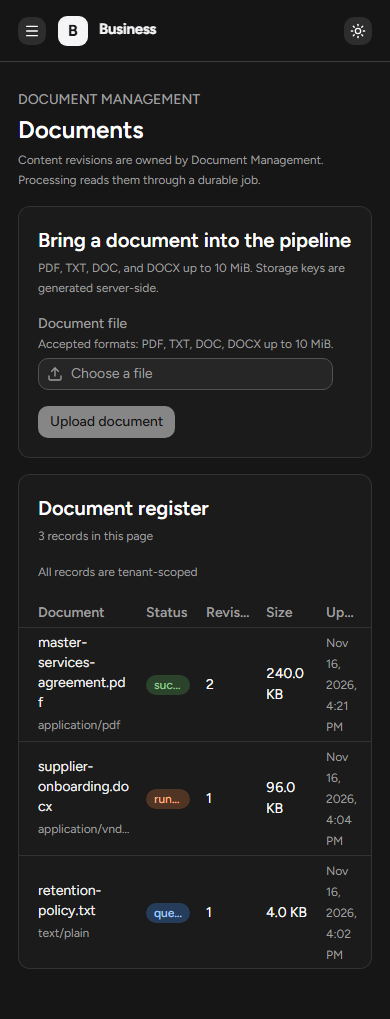 B Business
DOCUMENT MANAGEMENT
Documents
Content revisions are owned by Document Management.
Processing reads them through a durable job.
Bring a document into the pipeline
PDF, TXT, DOC, and DOCX up to 10 MiB. Storage keys are
generated server-side.
Document file
Accepted formats: PDF, TXT, DOC, DOCX up to 10 MiB.
Choose a file
Upload document
Document register
3 records in this page
All records are tenant-scoped
Document Status Revis... Size Up...
master-
services-
agreement.pd
f
application/pdf
suc...
2
240.0
KB
Nov
16,
2026,
4:21
PM
supplier-
onboarding.do
cx
application/vnd...
run...
1
96.0
KB
Nov
16,
2026,
4:04
PM
retention-
policy.txt
text/plain
que...
1
4.0 KB
Nov
16,
2026,
4:02
PM